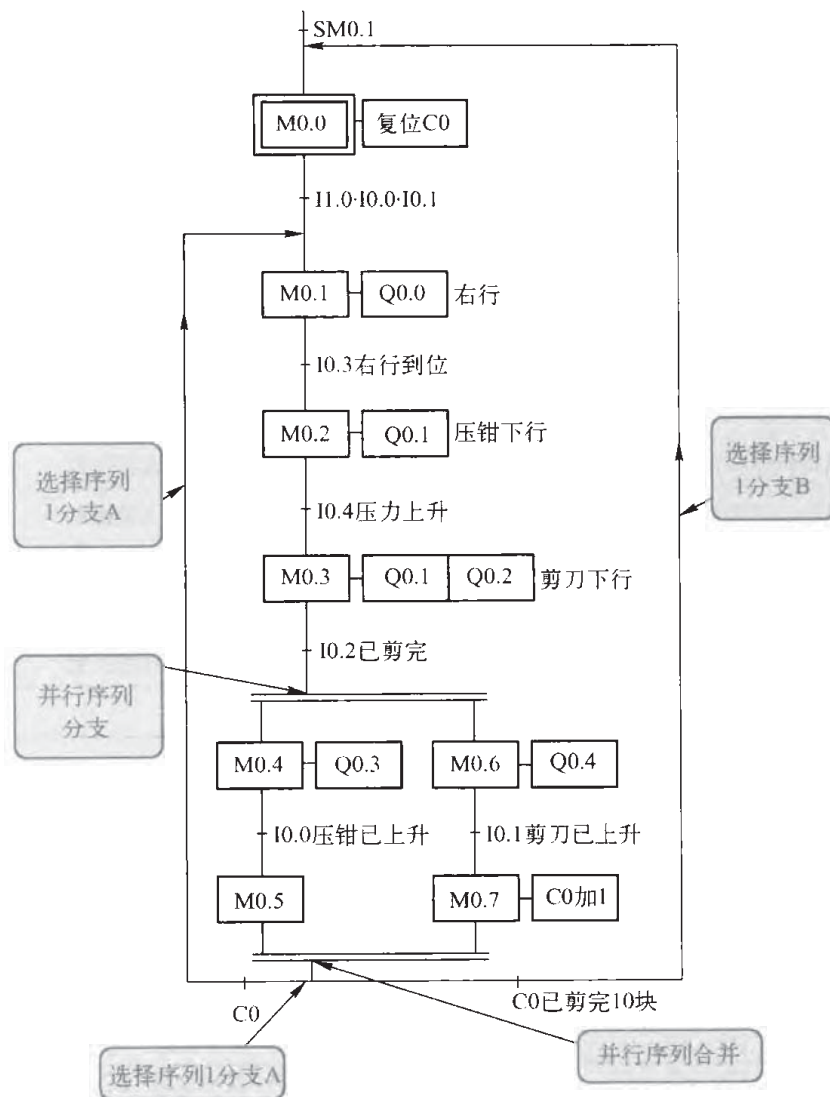 SM0.1
M0.0
复位C0
I1.0·I0.0·I0.1
M0.1
Q0.0
右行
I0.3右行到位
M0.2
Q0.1
压钳下行
选择序列
1分支A
选择序列
1分支B
I0.4压力上升
M0.3
Q0.1
Q0.2
剪刀下行
I0.2已剪完
并行序列
分支
M0.4
Q0.3
M0.6
Q0.4
I0.0压钳已上升
I0.1剪刀已上升
M0.5
M0.7
C0加1
C0
C0已剪完10块
选择序列1分支A
并行序列合并